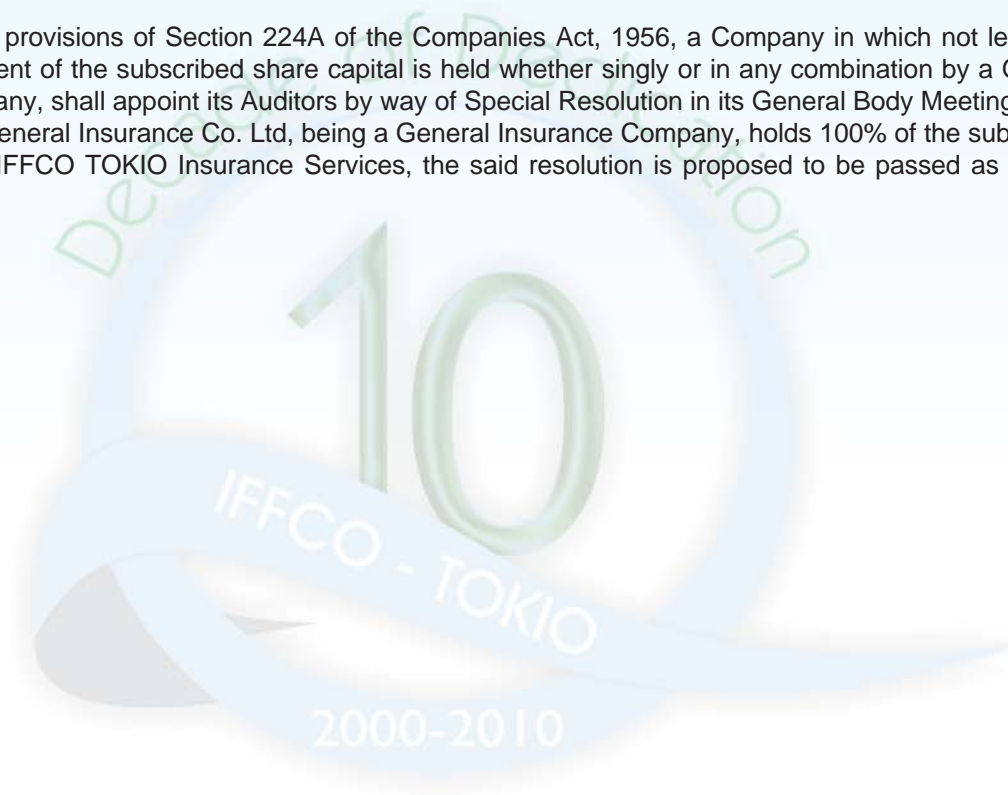 provisions of Section 224A of the Companies Act, 1956, a Company in which not le
ent of the subscribed share capital is held whether singly or in any combination by a
any, shall appoint its Auditors by way of Special Resolution in its General Body Meeting
eneral Insurance Co. Ltd, being a General Insurance Company, holds 100% of the sub
IFFCO TOKIO Insurance Services, the said resolution is proposed to be passed as
Decade of Dedication
10
IFFCO - TOKIO
2000-2010